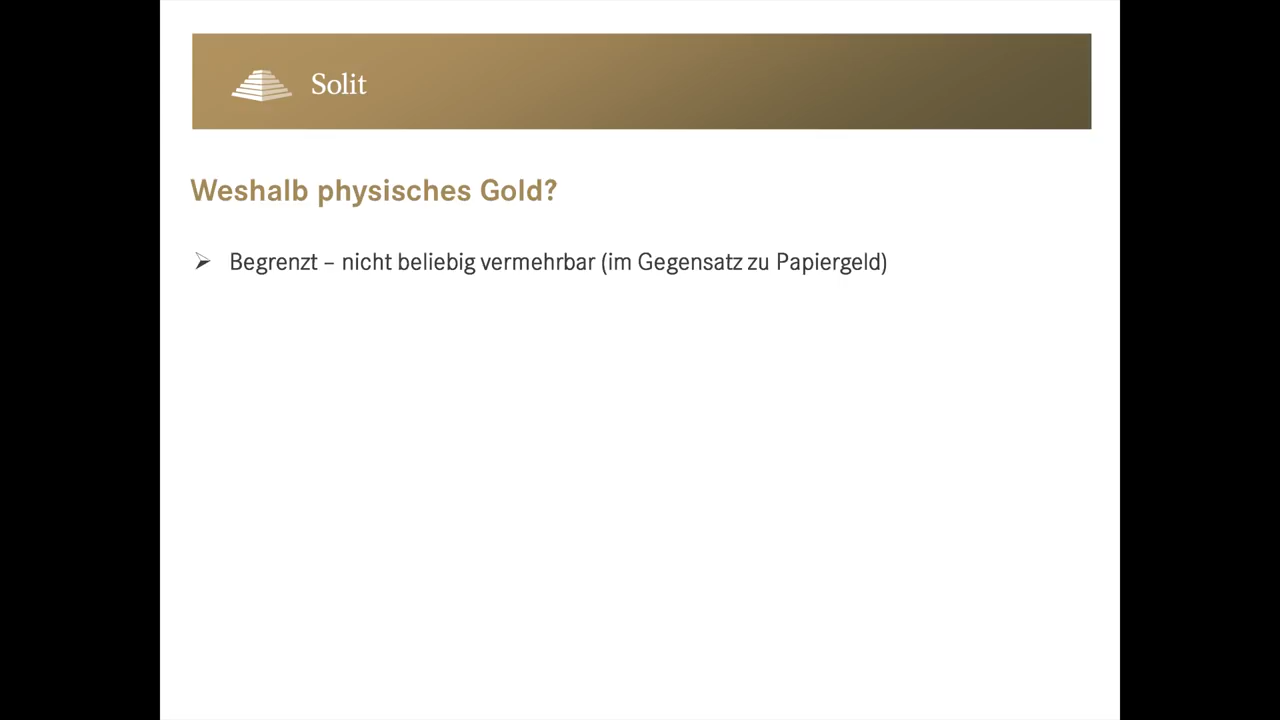 Solit
Weshalb physisches Gold?
➢ Begrenzt – nicht beliebig vermehrbar (im Gegensatz zu Papiergeld)